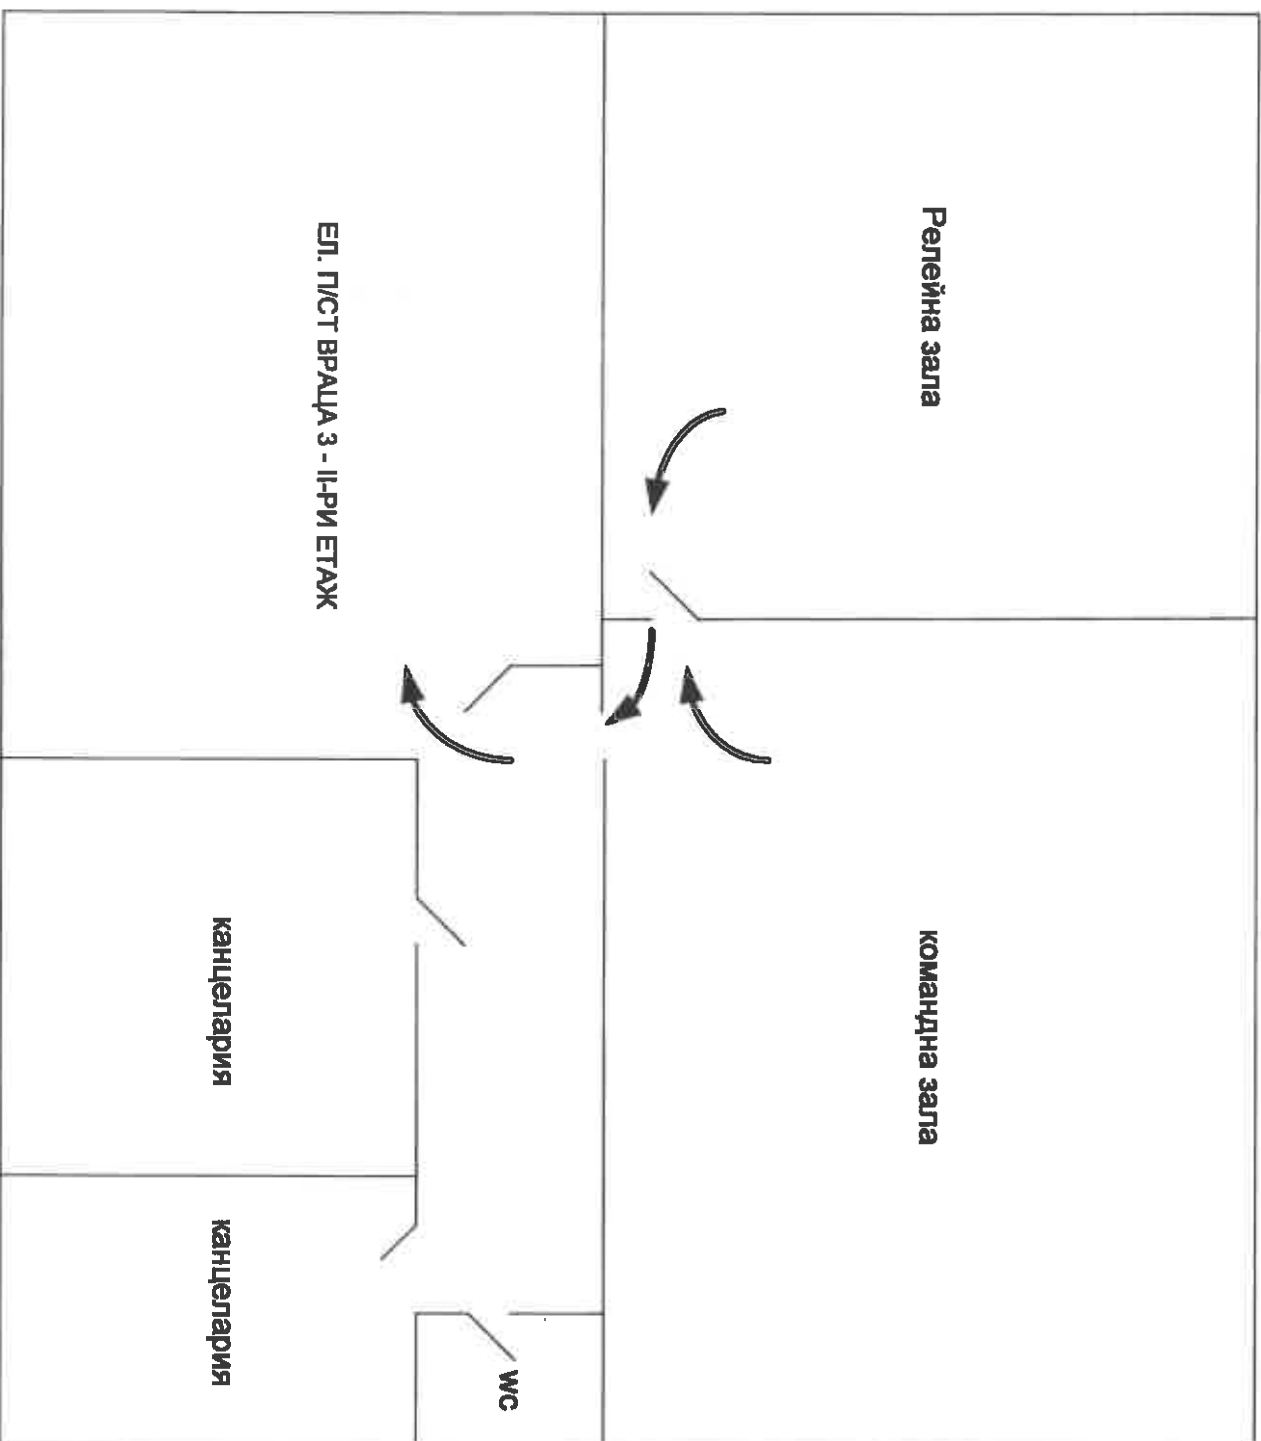 Релейна зала
командна зала
ЕЛ. П/СТ ВРАЦА 3 - II-РИ ЕТАЖ
канцелария
канцелария
WC